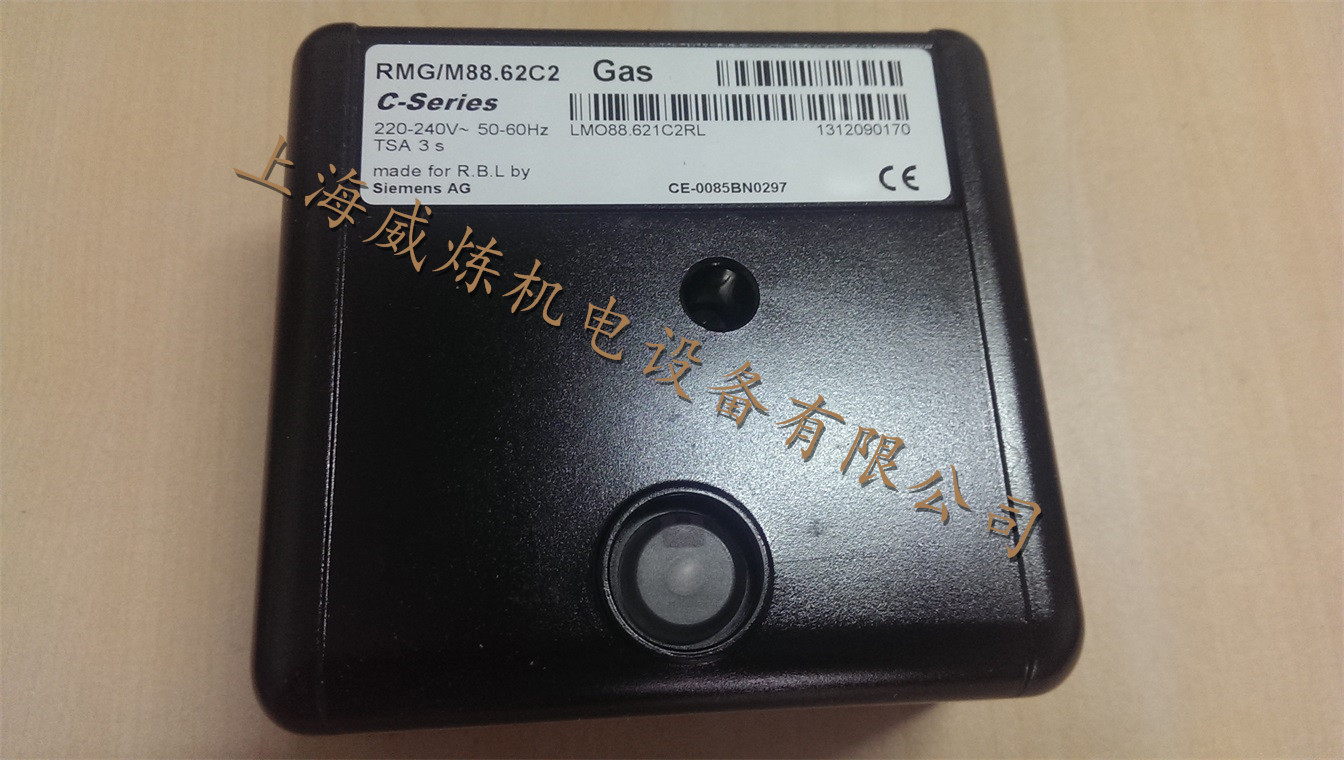 RMG/M88.62C2 Gas
C-Series
220-240V~ 50-60Hz LMO88.621C2RL 1312090170
TSA 3 s
made for R.B.L by
Siemens AG CE-0085BN0297 CE
上海威炼机电设备有限公司